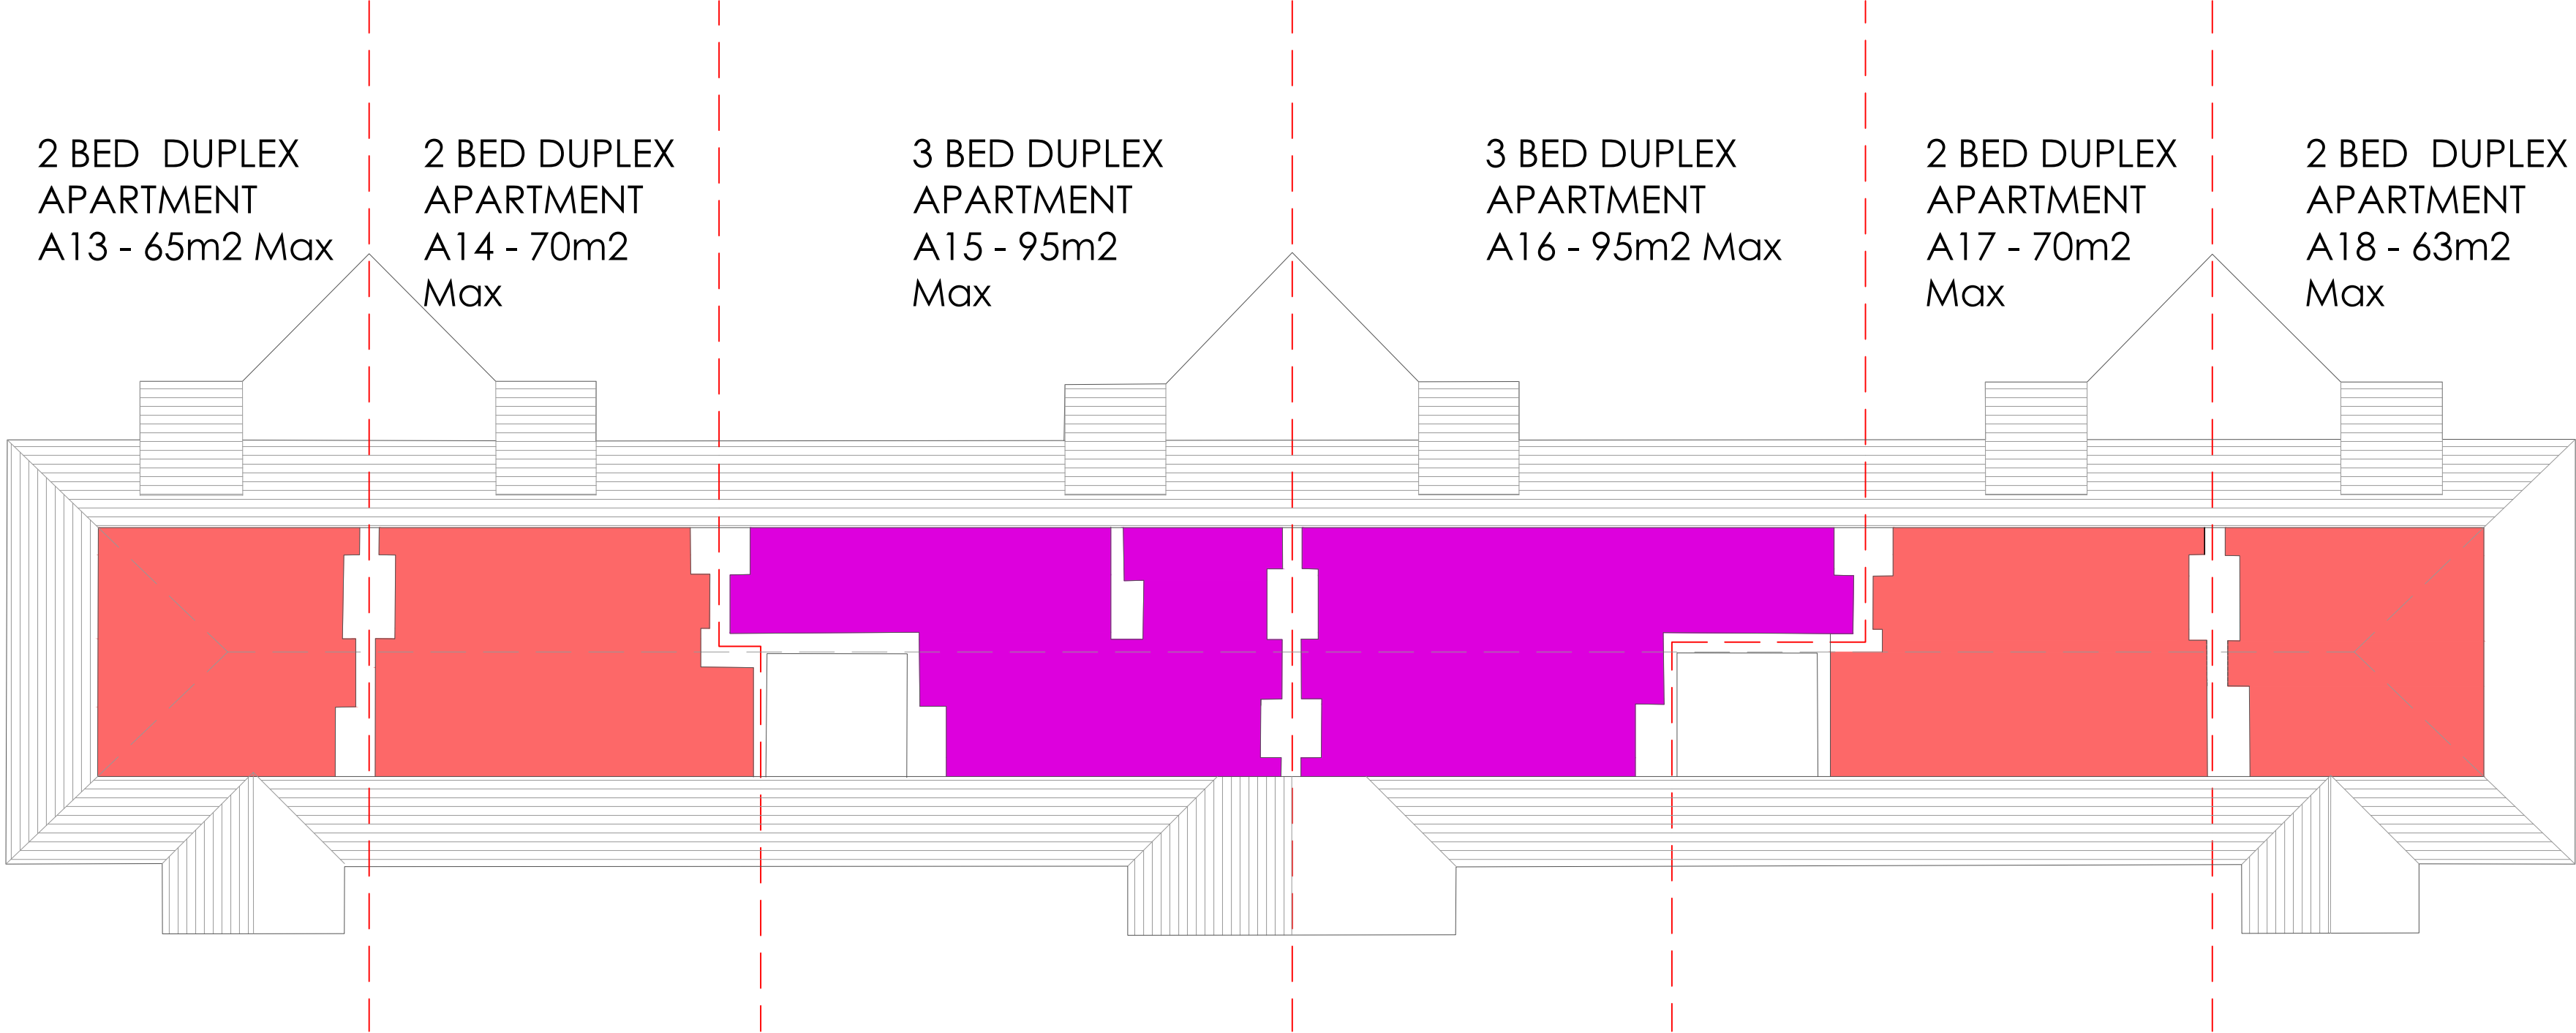 2 BED  DUPLEX
APARTMENT
A13 - 65m2 Max
2 BED DUPLEX
APARTMENT
A14 - 70m2
Max
3 BED DUPLEX
APARTMENT
A15 - 95m2
Max
3 BED DUPLEX
APARTMENT
A16 - 95m2 Max
2 BED DUPLEX
APARTMENT
A17 - 70m2
Max
2 BED  DUPLEX
APARTMENT
A18 - 63m2
Max